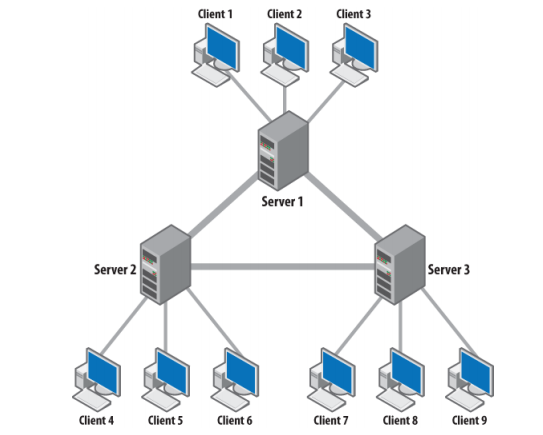 Client 1 Client 2 Client 3
Server 1
Server 2 Server 3
Client 4 Client 5 Client 6 Client 7 Client 8 Client 9